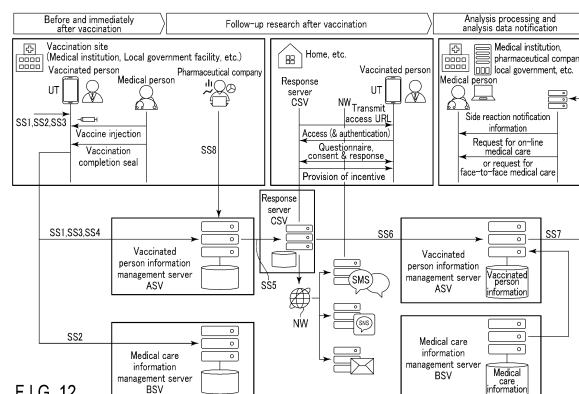 Before and immediately
after vaccination
Follow-up research after vaccination
Analysis processing and
analysis data notification
Vaccination site
(Medical institution, Local government facility, etc.)
Vaccinated person
UT
Medical person
Pharmaceutical company
SS1,SS2,SS3
Vaccine injection
Vaccination
completion seal
SS8
Home, etc.
Response
server
CSV
NW
Vaccinated person
UT
Transmit
access URL
Access (& authentication)
Questionnaire,
consent & response
Provision of incentive
Medical institution,
pharmaceutical company
local government, etc.
Medical person
Side reaction notification
information
Request for on-line
medical care
or request for
face-to-face medical care
SS1,SS3,SS4
Vaccinated
person information
management server
ASV
Response
server
CSV
SS5
NW
SMS
SNS
SS6
Vaccinated
person information
management server
ASV
Vaccinated
person
information
SS7
SS2
Medical care
information
management server
BSV
Medical care
information
management server
BSV
Medical
care
information
FIG. 12